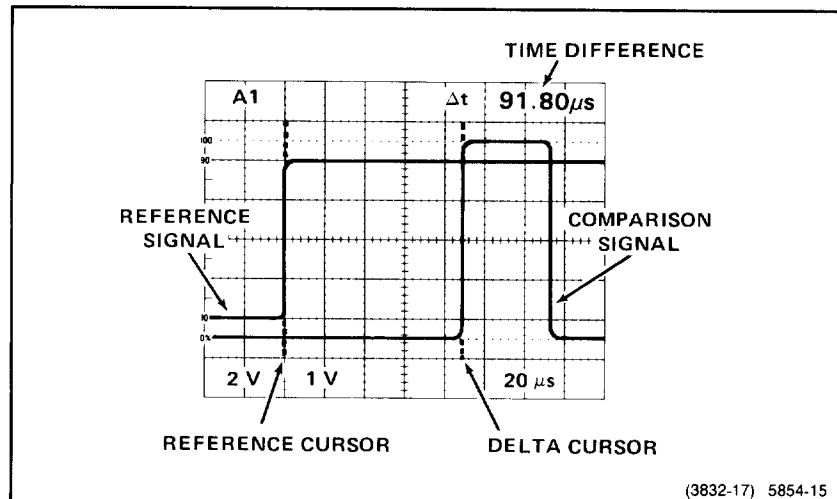 TIME DIFFERENCE
A1 Δt 91.80μs
100
90
REFERENCE SIGNAL
COMPARISON SIGNAL
10
0%
2 V 1 V 20 μs
REFERENCE CURSOR
DELTA CURSOR
(3832-17) 5854-15